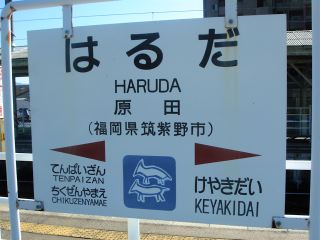 はるだ
HARUDA
原田
(福岡県筑紫野市)
てんぱいざん
TENPAIZAN
ちくぜんやまえ
CHIKUZENYAMAE
けやきだい
KEYAKIDAI